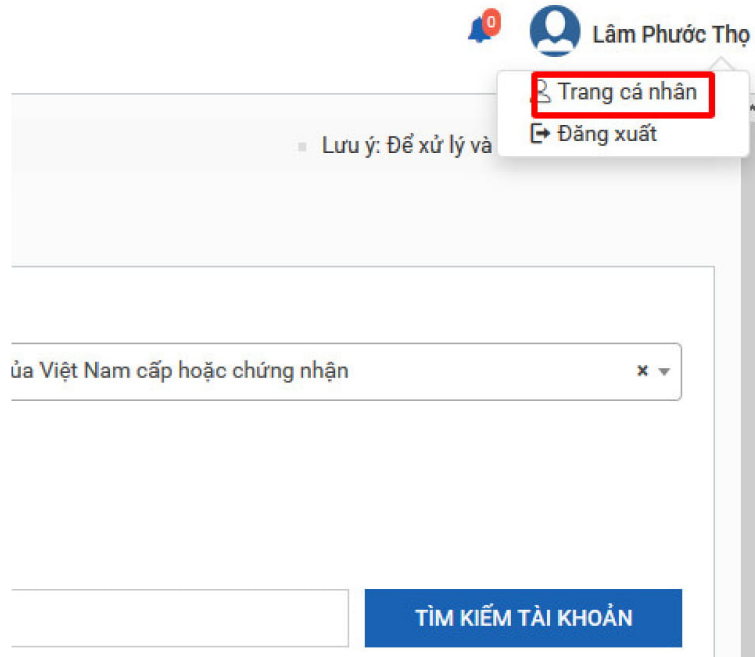 0
Lâm Phước Thọ
Trang cá nhân
Đăng xuất
Lưu ý: Để xử lý và
ủa Việt Nam cấp hoặc chứng nhận
TÌM KIẾM TÀI KHOẢN